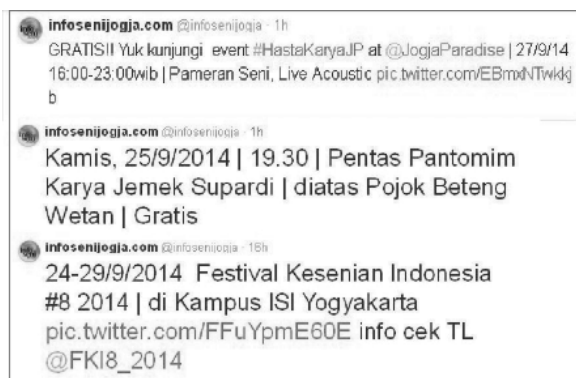 infosenijogja.com @infosenijogja · 1h
GRATIS!! Yuk kunjungi event #HastaKaryaJP at @JogjaParadise | 27/9/14
16:00-23:00wib | Pameran Seni, Live Acoustic pic.twitter.com/EBmxNTwkkj
b
infosenijogja.com @infosenijogja · 1h
Kamis, 25/9/2014 | 19.30 | Pentas Pantomim
Karya Jemek Supardi | diatas Pojok Beteng
Wetan | Gratis
infosenijogja.com @infosenijogja · 16h
24-29/9/2014 Festival Kesenian Indonesia
#8 2014 | di Kampus ISI Yogyakarta
pic.twitter.com/FFuYpmE60E info cek TL
@FKI8_2014